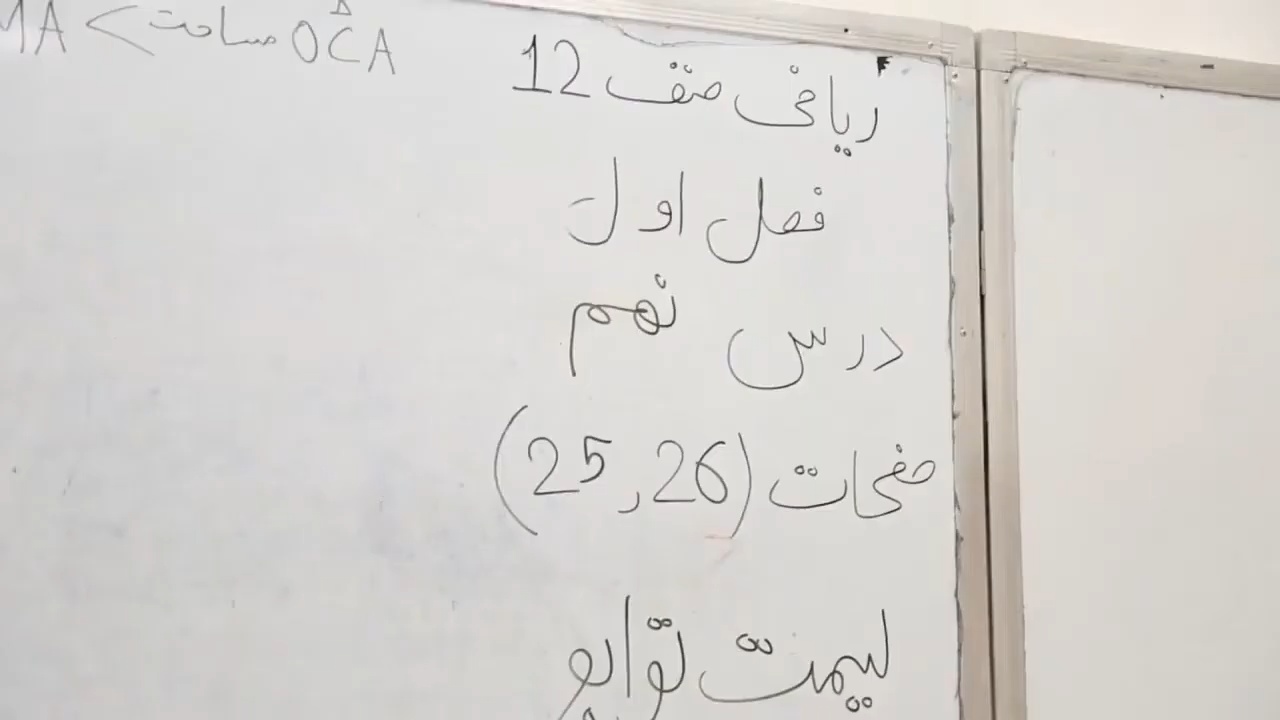 ریاضی صنف 12
فصل اول
درس نهم
صفحات (25,26)
لیمت توابع
MA > مساحت OCA